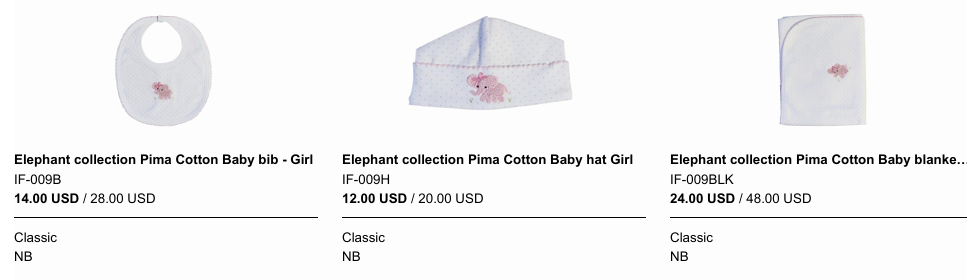 Elephant collection Pima Cotton Baby bib - Girl
IF-009B
14.00 USD / 28.00 USD
Classic
NB
Elephant collection Pima Cotton Baby hat Girl
IF-009H
12.00 USD / 20.00 USD
Classic
NB
Elephant collection Pima Cotton Baby blanke...
IF-009BLK
24.00 USD / 48.00 USD
Classic
NB